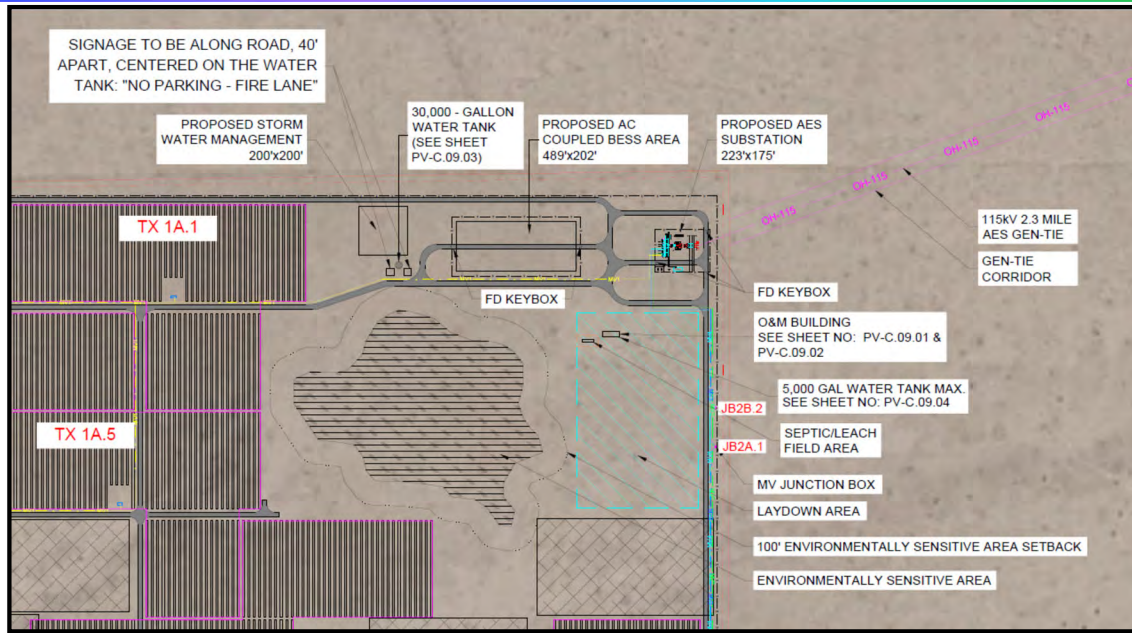 SIGNAGE TO BE ALONG ROAD, 40'
APART, CENTERED ON THE WATER
TANK: "NO PARKING - FIRE LANE"
PROPOSED STORM
WATER MANAGEMENT
200'x200'
30,000 - GALLON
WATER TANK
(SEE SHEET
PV-C.09.03)
PROPOSED AC
COUPLED BESS AREA
489'x202'
PROPOSED AES
SUBSTATION
223'x175'
OH-115
OH-115
OH-115
OH-115
115kV 2.3 MILE
AES GEN-TIE
GEN-TIE
CORRIDOR
TX 1A.1
FD KEYBOX
FD KEYBOX
O&M BUILDING
SEE SHEET NO: PV-C.09.01 &
PV-C.09.02
5,000 GAL WATER TANK MAX.
SEE SHEET NO: PV-C.09.04
JB2B.2
SEPTIC/LEACH
FIELD AREA
TX 1A.5
JB2A.1
MV JUNCTION BOX
LAYDOWN AREA
100' ENVIRONMENTALLY SENSITIVE AREA SETBACK
ENVIRONMENTALLY SENSITIVE AREA